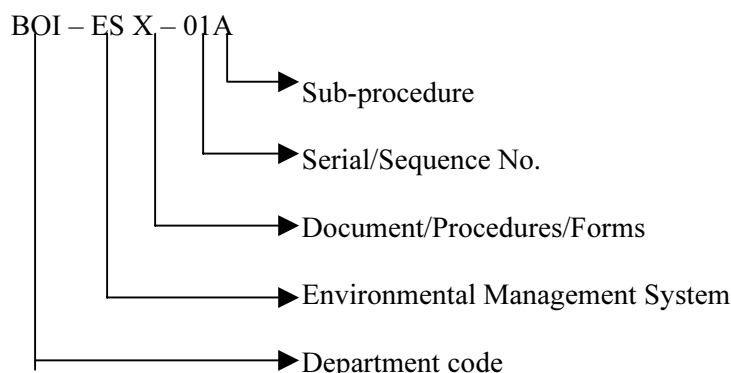 BOI – ES X – 01A
Sub-procedure
Serial/Sequence No.
Document/Procedures/Forms
Environmental Management System
Department code